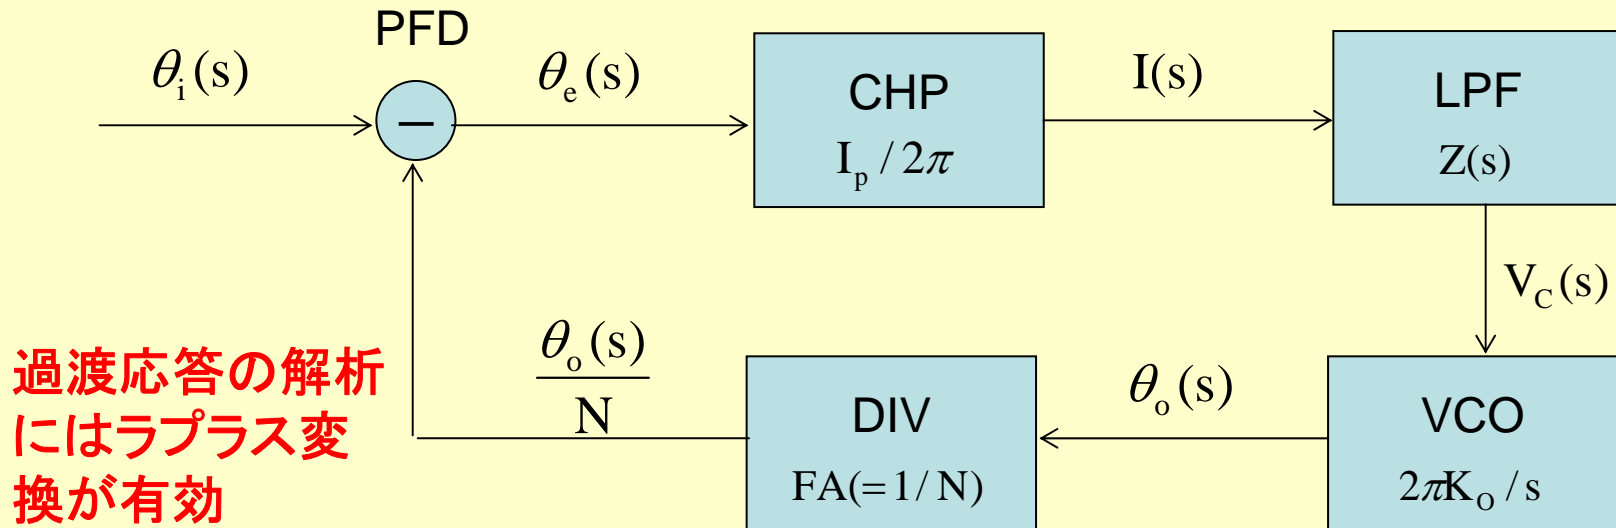 PFD
θi(s)
θe(s)
CHP
Ip / 2π
I(s)
LPF
Z(s)
VC(s)
VCO
2πKO / s
θo(s)
DIV
FA(=1/ N)
θo(s)
N
過渡応答の解析
にはラプラス変
換が有効